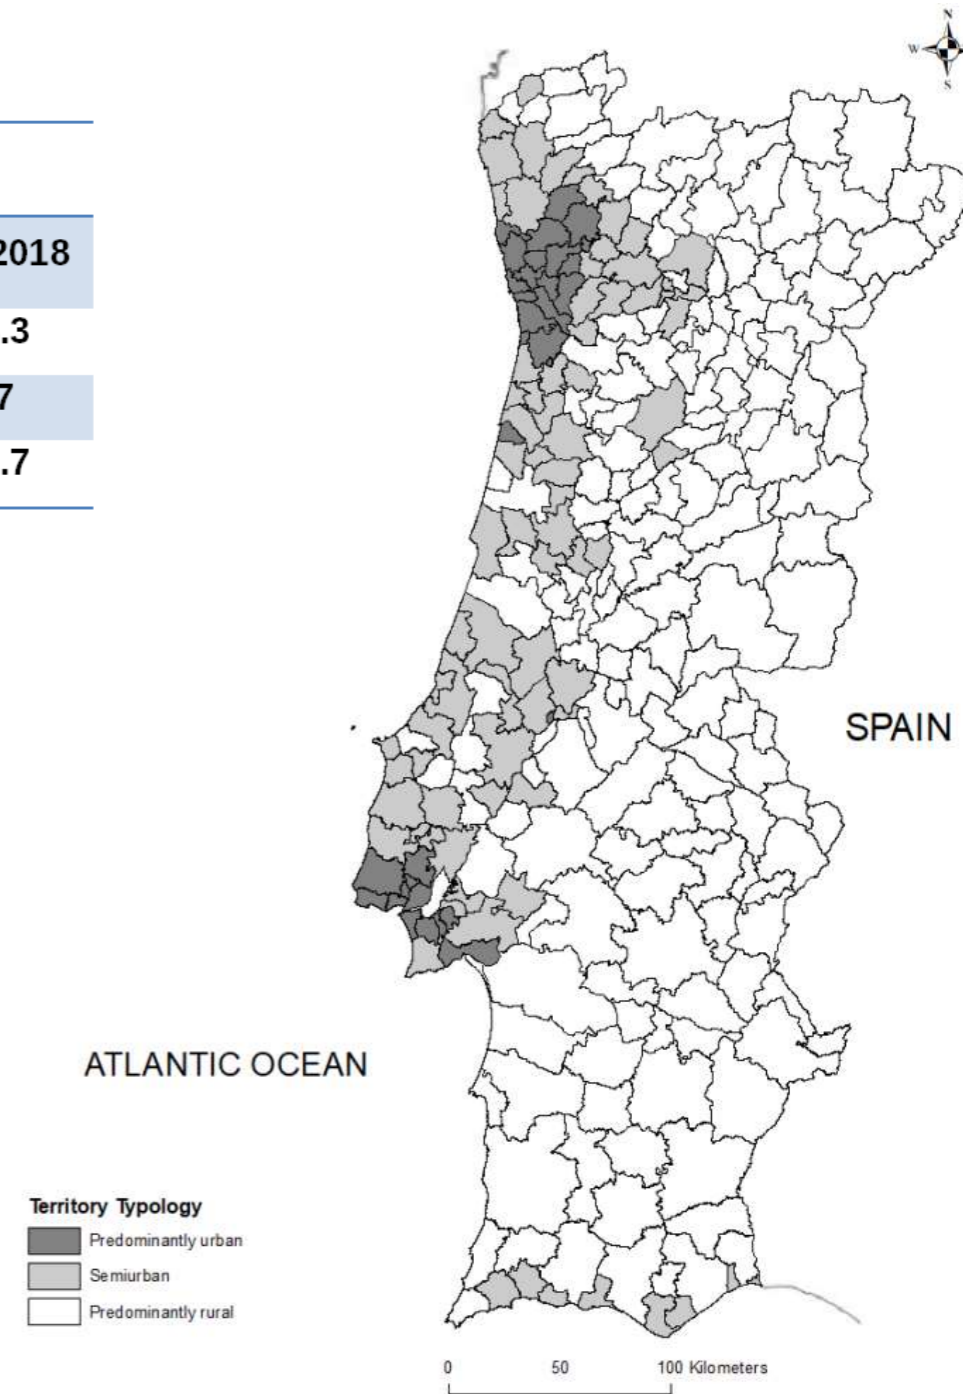 N
W
S
2018
.3
7
.7
SPAIN
ATLANTIC OCEAN
Territory Typology
Predominantly urban
Semiurban
Predominantly rural
0 50 100 Kilometers